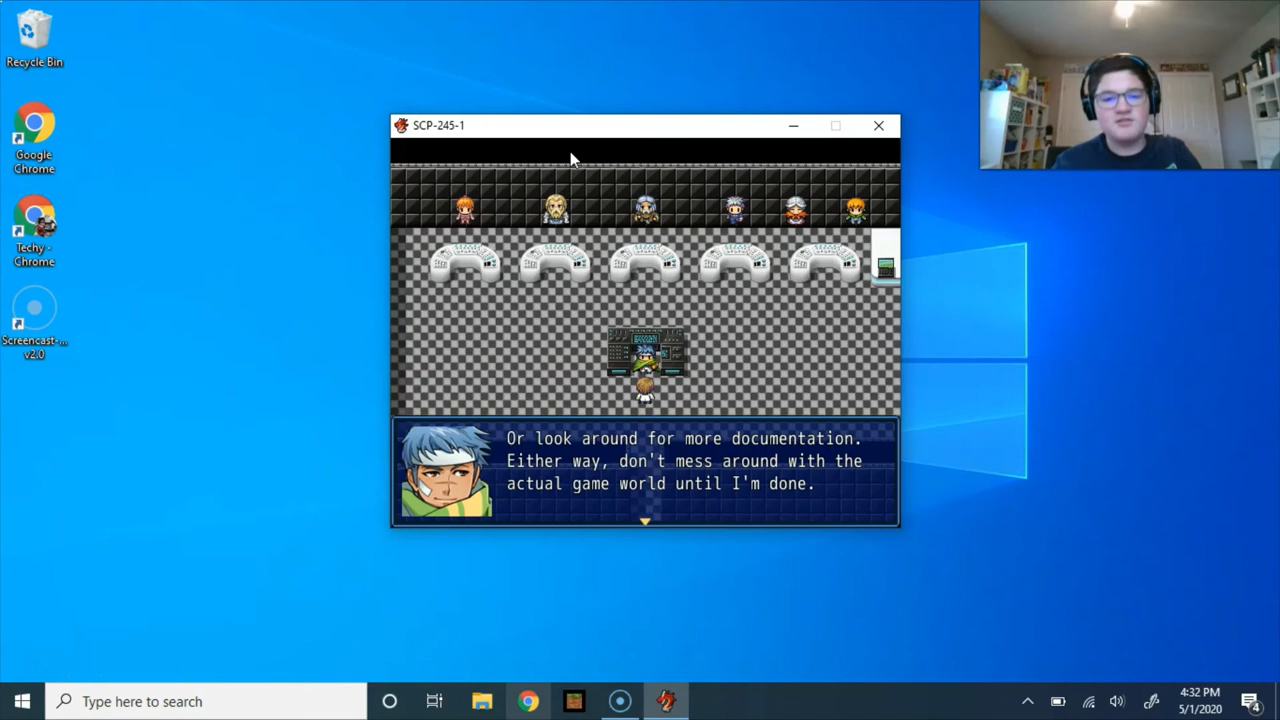 Recycle Bin
Google
Chrome
Techy -
Chrome
Screencast-...
v2.0
SCP-245-1
Or look around for more documentation.
Either way, don't mess around with the
actual game world until I'm done.
Type here to search
4:32 PM
5/1/2020
4